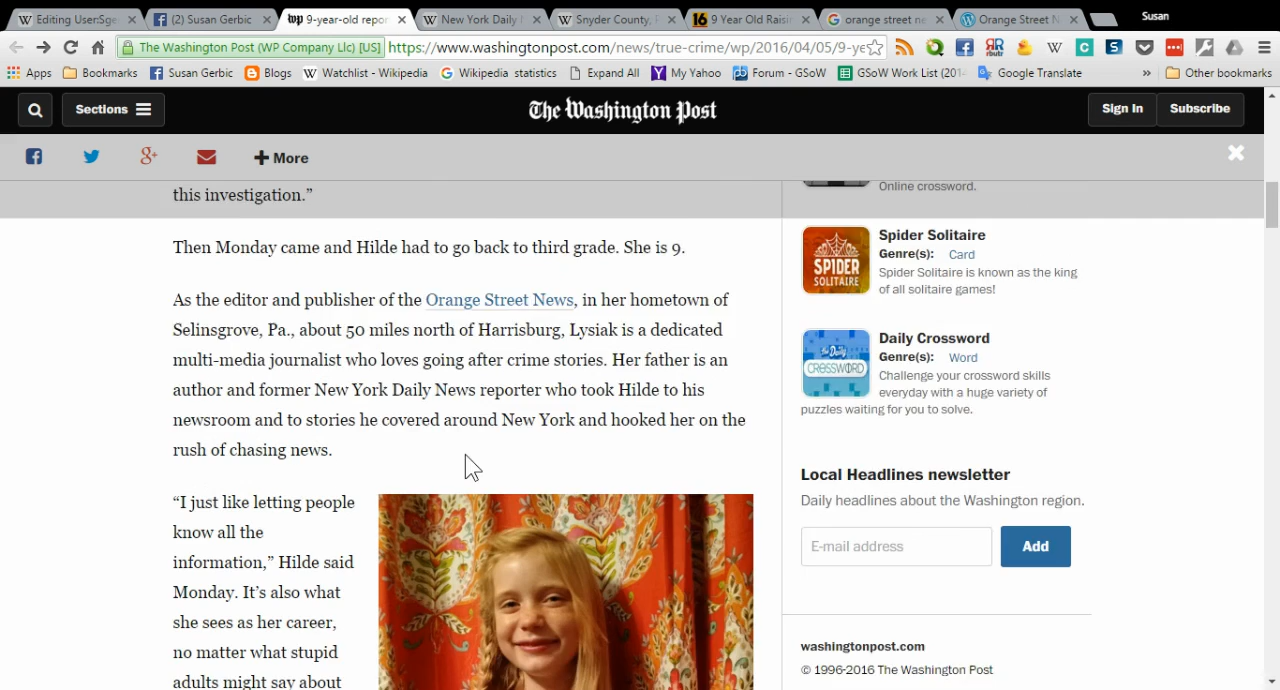 Susan
Editing UserːSge
(2) Susan Gerbic
9-year-old repor
New York Daily
Snyder County,
9 Year Old Raisi
orange street ne
Orange Street N
The Washington Post (WP Company Llc) [US]
https://www.washingtonpost.com/news/true-crime/wp/2016/04/05/9-ye
Apps
Bookmarks
Susan Gerbic
Blogs
Watchlist - Wikipedia
Wikipedia statistics
Expand All
My Yahoo
Forum - GSoW
GSoW Work List (201
Google Translate
»
Other bookmarks
Sections
The Washington Post
Sign In
Subscribe
+ More
this investigation.”
Then Monday came and Hilde had to go back to third grade. She is 9.
As the editor and publisher of the Orange Street News, in her hometown of
Selinsgrove, Pa., about 50 miles north of Harrisburg, Lysiak is a dedicated
multi-media journalist who loves going after crime stories. Her father is an
author and former New York Daily News reporter who took Hilde to his
newsroom and to stories he covered around New York and hooked her on the
rush of chasing news.
“I just like letting people
know all the
information,” Hilde said
Monday. It’s also what
she sees as her career,
no matter what stupid
adults might say about
Online crossword.
SPIDER
SOLITAIRE
Spider Solitaire
Genre(s): Card
Spider Solitaire is known as the king
of all solitaire games!
the Daily
CROSSWORD
Daily Crossword
Genre(s): Word
Challenge your crossword skills
everyday with a huge variety of
puzzles waiting for you to solve.
Local Headlines newsletter
Daily headlines about the Washington region.
E-mail address
Add
washingtonpost.com
© 1996-2016 The Washington Post